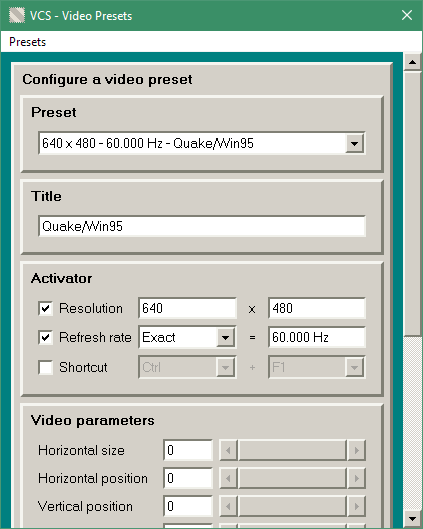 VCS - Video Presets
Presets
Configure a video preset
Preset
640 x 480 - 60.000 Hz - Quake/Win95
Title
Quake/Win95
Activator
Resolution 640 x 480
Refresh rate Exact = 60.000 Hz
Shortcut Ctrl + F1
Video parameters
Horizontal size 0
Horizontal position 0
Vertical position 0